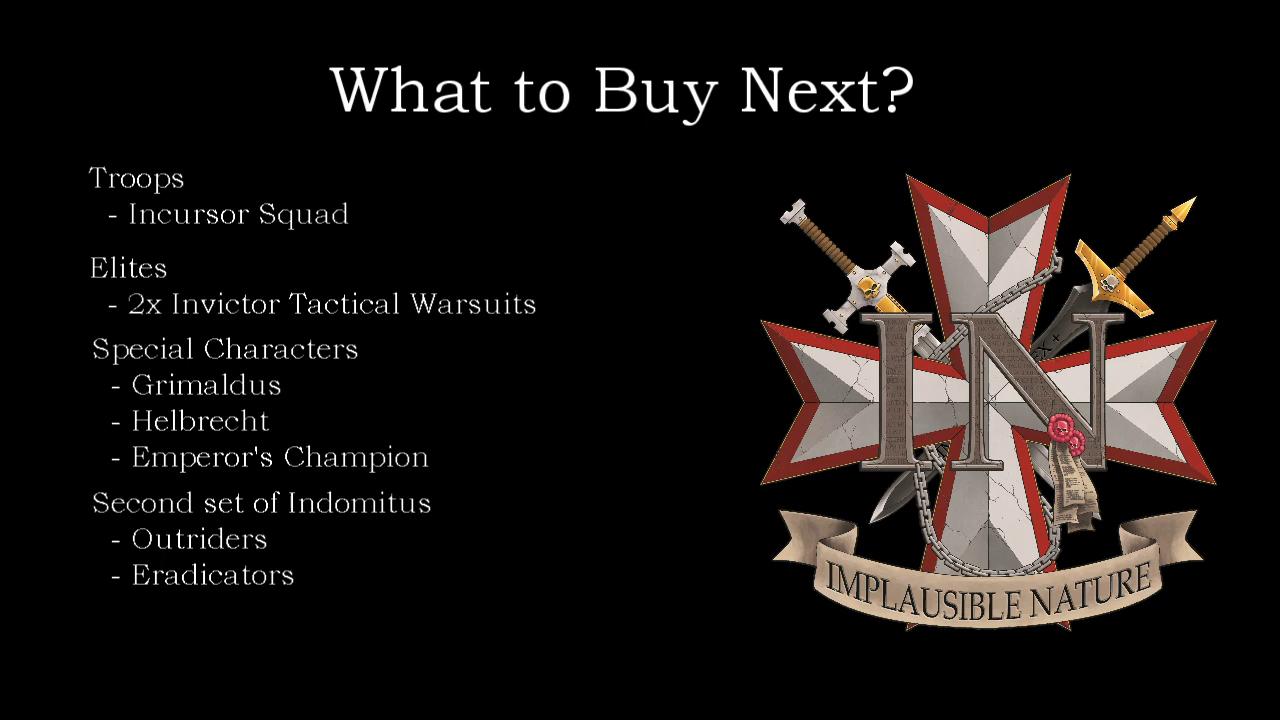 What to Buy Next?
Troops
- Incursor Squad
Elites
- 2x Invictor Tactical Warsuits
Special Characters
- Grimaldus
- Helbrecht
- Emperor's Champion
Second set of Indomitus
- Outriders
- Eradicators
IN
IMPLAUSIBLE NATURE